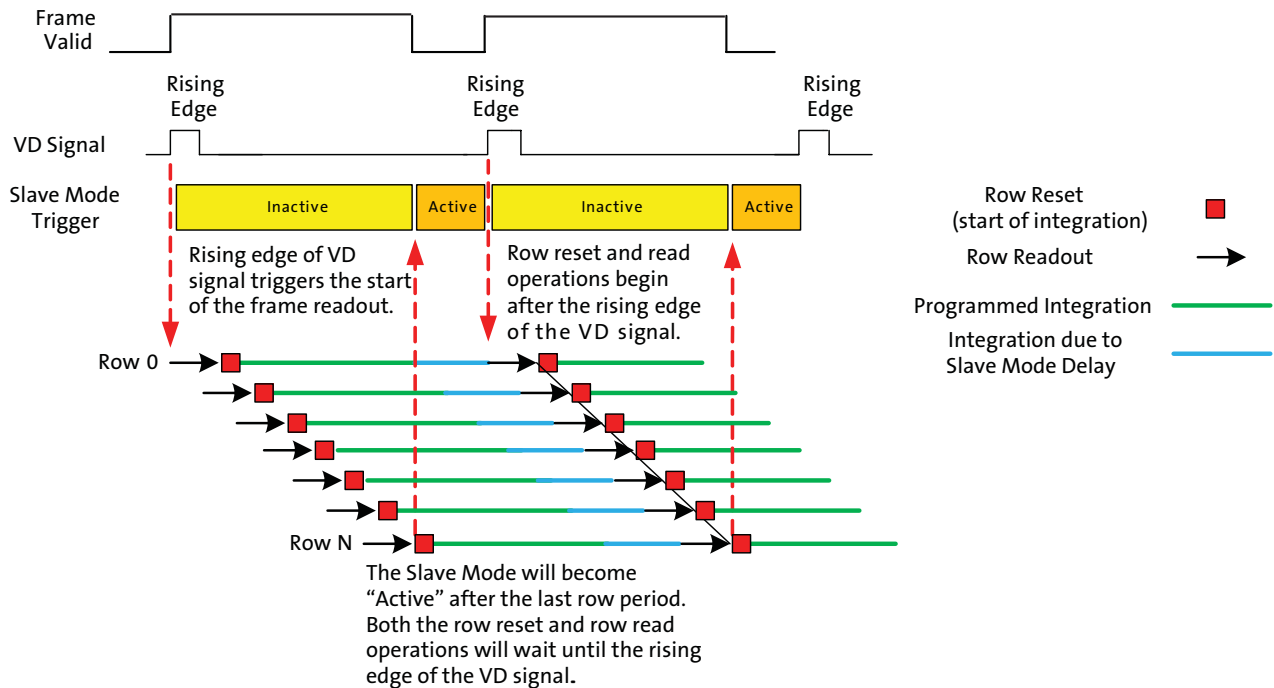 Frame
Valid
Rising
Edge
Rising
Edge
Rising
Edge
VD Signal
Slave Mode
Trigger
Inactive
Active
Inactive
Active
Rising edge of VD
signal triggers the start
of the frame readout.
Row reset and read
operations begin
after the rising edge
of the VD signal.
Row Reset
(start of integration)
Row Readout
Programmed Integration
Integration due to
Slave Mode Delay
Row 0
Row N
The Slave Mode will become
“Active” after the last row period.
Both the row reset and row read
operations will wait until the rising
edge of the VD signal.